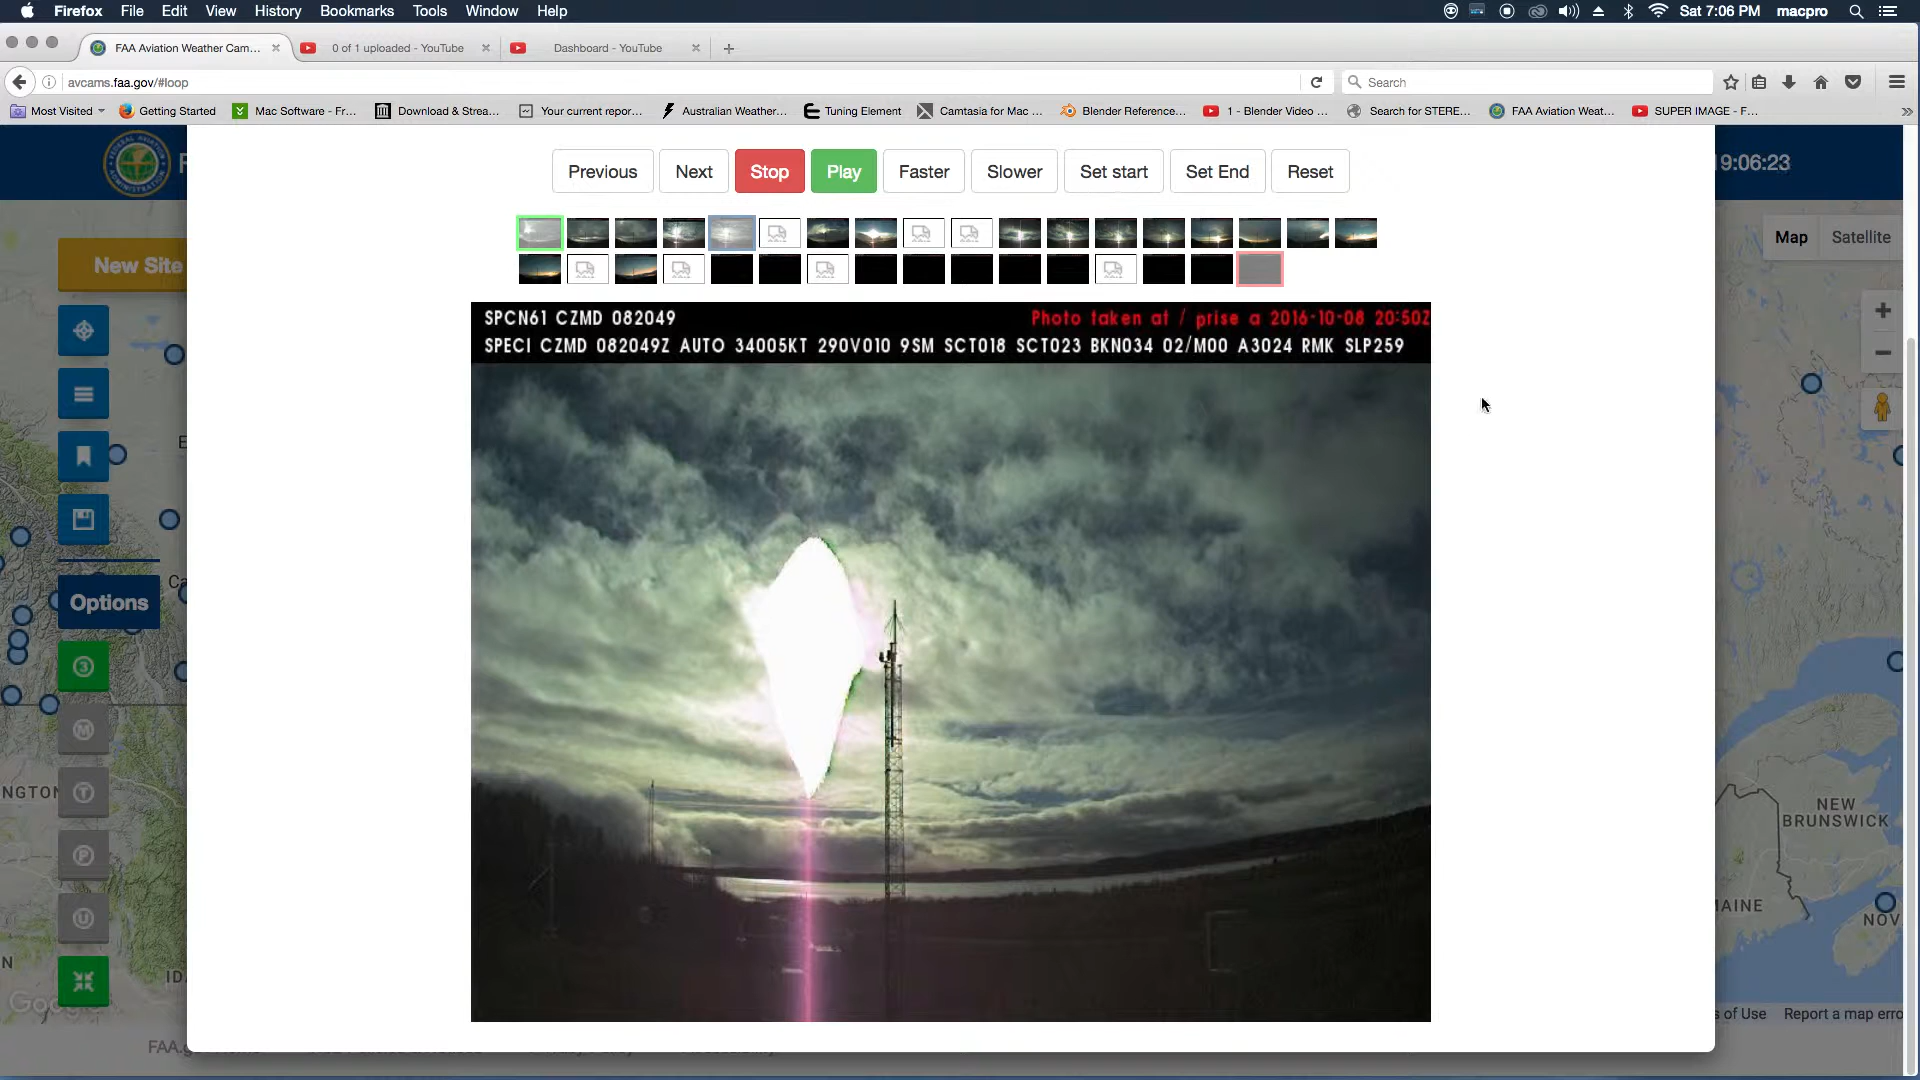 Firefox File Edit View History Bookmarks Tools Window Help Sat 7:06 PM macpro
FAA Aviation Weather Cam... 0 of 1 uploaded - YouTube Dashboard - YouTube
avcams.faa.gov/#loop Search
Most Visited Getting Started Mac Software - Fr... Download & Strea... Your current repor... Australian Weather... Tuning Element Camtasia for Mac ... Blender Reference... 1 - Blender Video ... Search for STERE... FAA Aviation Weat... SUPER IMAGE - F...
F 19:06:23
Previous Next Stop Play Faster Slower Set start Set End Reset
New Site Map Satellite
SPCN61 CZMD 082049 Photo taken at / prise a 2016-10-08 20:50Z
SPECI CZMD 082049Z AUTO 34005KT 290V010 9SM SCT018 SCT023 BKN034 02/M00 A3024 RMK SLP259
Options
3
M
NGTON T
NEW
BRUNSWICK
P
MAINE
U NOV
N ID
Goo s of Use Report a map erro
FAA.g